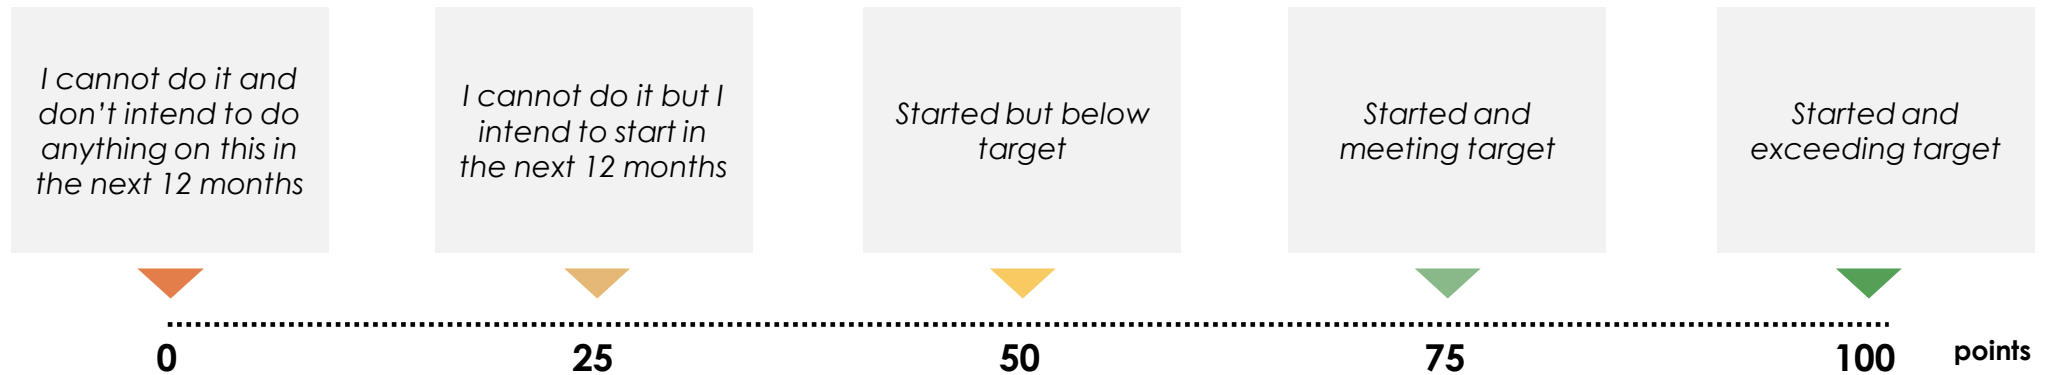 I cannot do it and
don't intend to do
anything on this in
the next 12 months
I cannot do it but I
intend to start in
the next 12 months
Started but below
target
Started and
meeting target
Started and
exceeding target
0
25
50
75
100
points